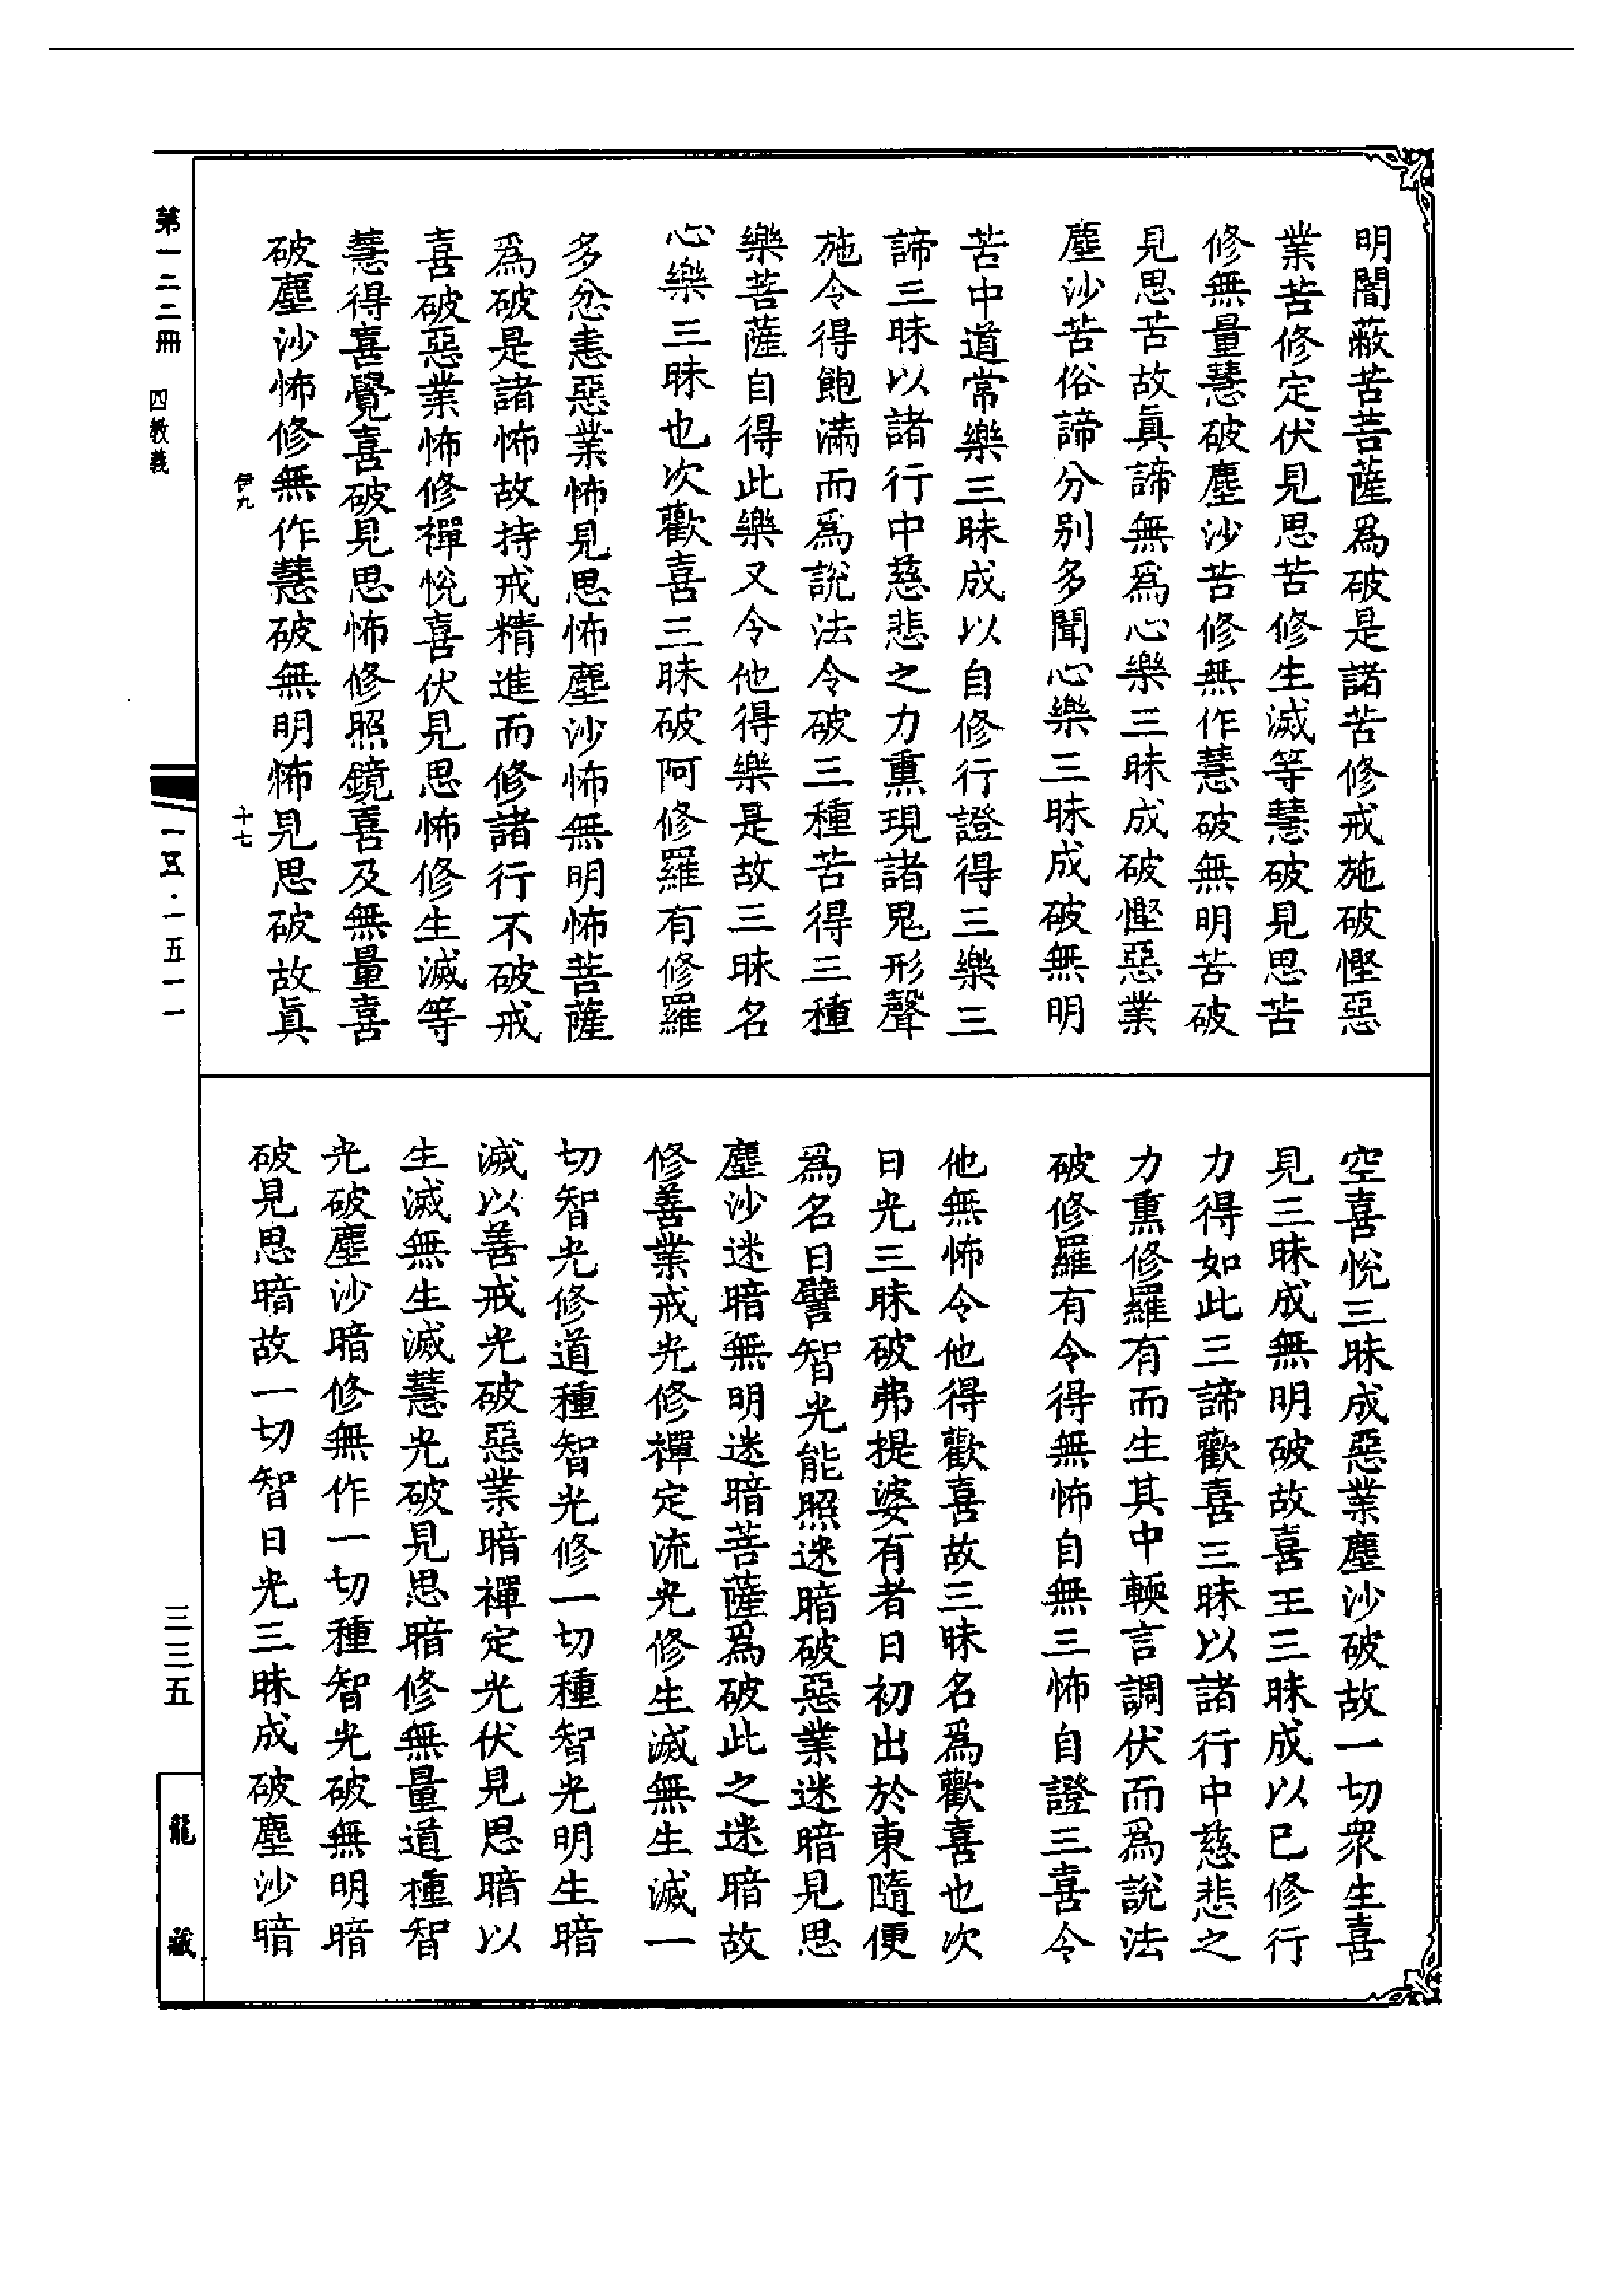 明闇蔽苦菩薩爲破是諸苦修戒施破慳惡
業苦修定伏見思苦修生滅等慧破見思苦
修無量慧破塵沙苦修無作慧破無明苦破
見思苦故眞諦無爲心樂三昧成破慳惡業
塵沙苦俗諦分別多聞心樂三昧成破無明
苦中道常樂三昧成以自修行證得三樂三
諦三昧以諸行中慈悲之力熏現諸鬼形聲
施令得飽滿而爲說法令破三種苦得三種
樂菩薩自得此樂又令他得樂是故三昧名
心樂三昧也次歡喜三昧破阿修羅有修羅
多忿恚惡業怖見思怖塵沙怖無明怖菩薩
爲破是諸怖故持戒精進而修諸行不破戒
喜破惡業怖修禪悅喜伏見思怖修生滅等
慧得喜覺喜破見思怖修照鏡喜及無量喜
破塵沙怖修無作慧破無明怖見思破故眞
空喜悅三昧成惡業塵沙破故一切衆生喜
見三昧成無明破故喜王三昧成以已修行
力得如此三諦歡喜三昧以諸行中慈悲之
力熏修羅有而生其中輭言調伏而爲說法
破修羅有令得無怖自無三怖自證三喜令
他無怖令他得歡喜故三昧名爲歡喜也次
日光三昧破弗提婆有者日初出於東隨便
爲名日譬智光能照迷暗破惡業迷暗見思
塵沙迷暗無明迷暗菩薩爲破此之迷暗故
修善業戒光修禪定流光修生滅無生滅一
切智光修道種智光修一切種智光明生暗
滅以善戒光破惡業暗禪定光伏見思暗以
生滅無生滅慧光破見思暗修無量道種智
光破塵沙暗修無作一切種智光破無明暗
破見思暗故一切智日光三昧成破塵沙暗
伊九
十七
第一二二冊
四教義
一五·一五一一
三三五
龍藏